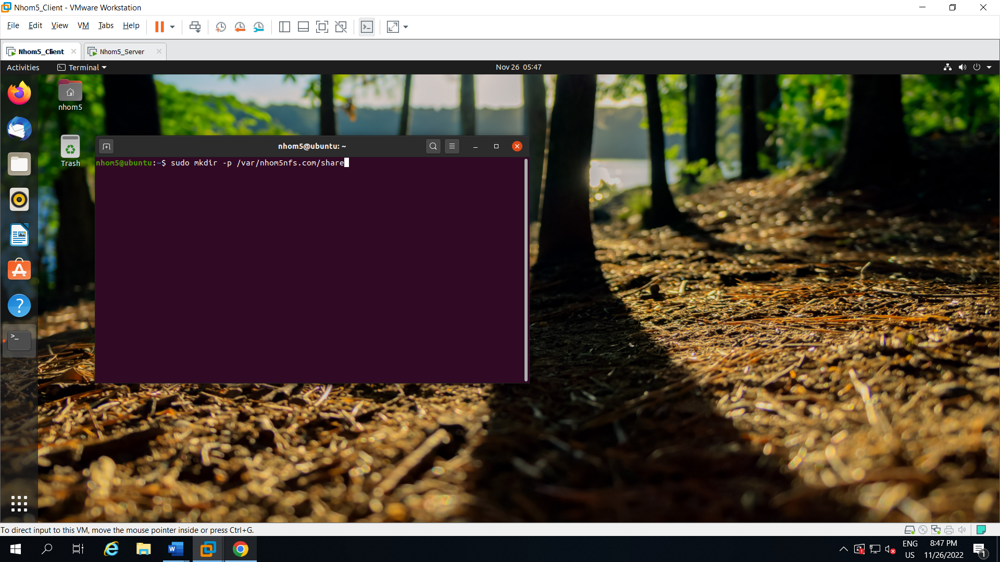 Nhom5_Client - VMware Workstation
File Edit View VM Tabs Help
Nhom5_Client
Nhom5_Server
Activities
Terminal
Nov 26 05:47
nhom5
Trash
nhom5@ubuntu: ~
nhom5@ubuntu:~$ sudo mkdir -p /var/nhom5nfs.com/share
To direct input to this VM, move the mouse pointer inside or press Ctrl+G.
ENG
US
8:47 PM
11/26/2022
1